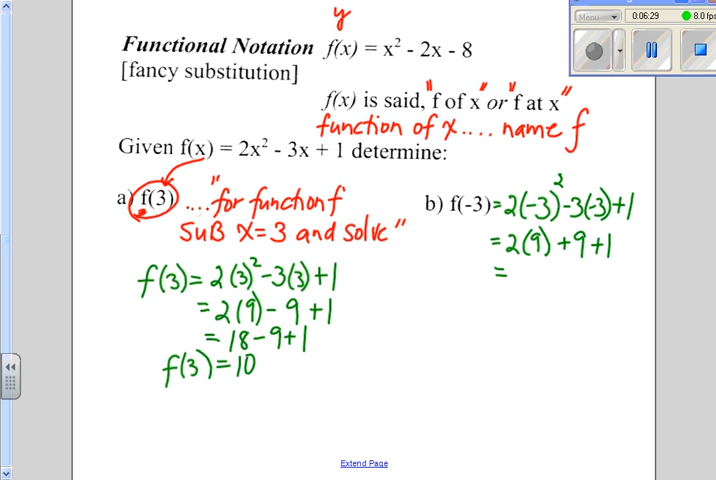 Menu
0:06:29
8.0 fps
y
Functional Notation f(x) = x² - 2x - 8
[fancy substitution]
f(x) is said, "f of x" or "f at x"
function of x.... name f
Given f(x) = 2x² - 3x + 1 determine:
a) f(3) ...."for function f
sub x=3 and solve"
f(3) = 2(3)² - 3(3) + 1
= 2(9) - 9 + 1
= 18 - 9 + 1
f(3) = 10
b) f(-3) = 2(-3)² - 3(-3) + 1
= 2(9) + 9 + 1
=
Extend Page